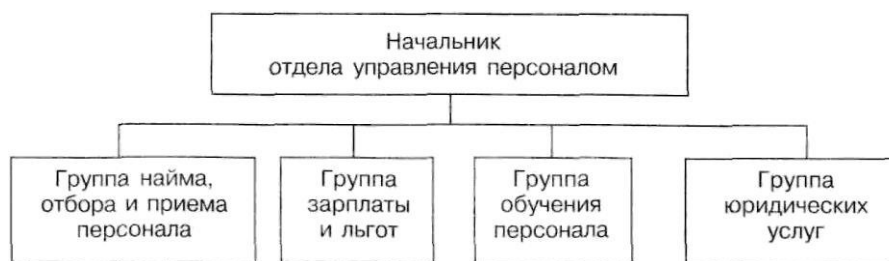 Начальник
отдела управления персоналом
Группа найма,
отбора и приема
персонала
Группа
зарплаты
и льгот
Группа
обучения
персонала
Группа
юридических
услуг